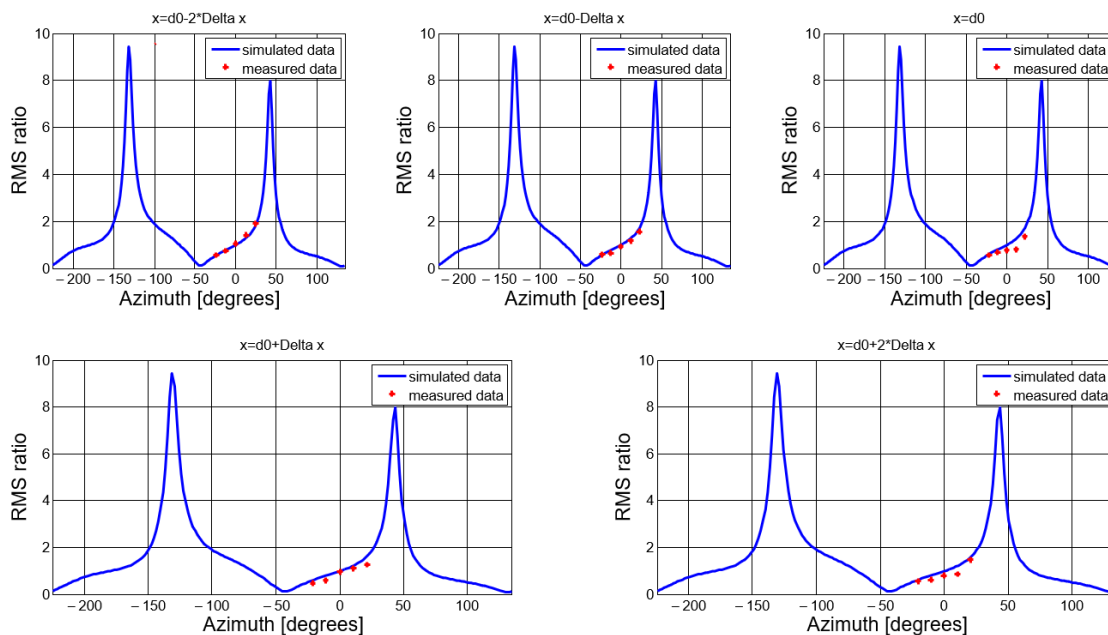 x=d0-2*Delta x
x=d0-Delta x
x=d0
10
8
6
4
2
0
RMS ratio
simulated data
measured data
−200 −150 −100 −50 0 50 100
Azimuth [degrees]
10
8
6
4
2
0
RMS ratio
simulated data
measured data
−200 −150 −100 −50 0 50 100
Azimuth [degrees]
10
8
6
4
2
0
RMS ratio
simulated data
measured data
−200 −150 −100 −50 0 50 100
Azimuth [degrees]
x=d0+Delta x
x=d0+2*Delta x
10
8
6
4
2
0
RMS ratio
simulated data
measured data
−200 −150 −100 −50 0 50 100
Azimuth [degrees]
10
8
6
4
2
0
RMS ratio
simulated data
measured data
−200 −150 −100 −50 0 50 100
Azimuth [degrees]